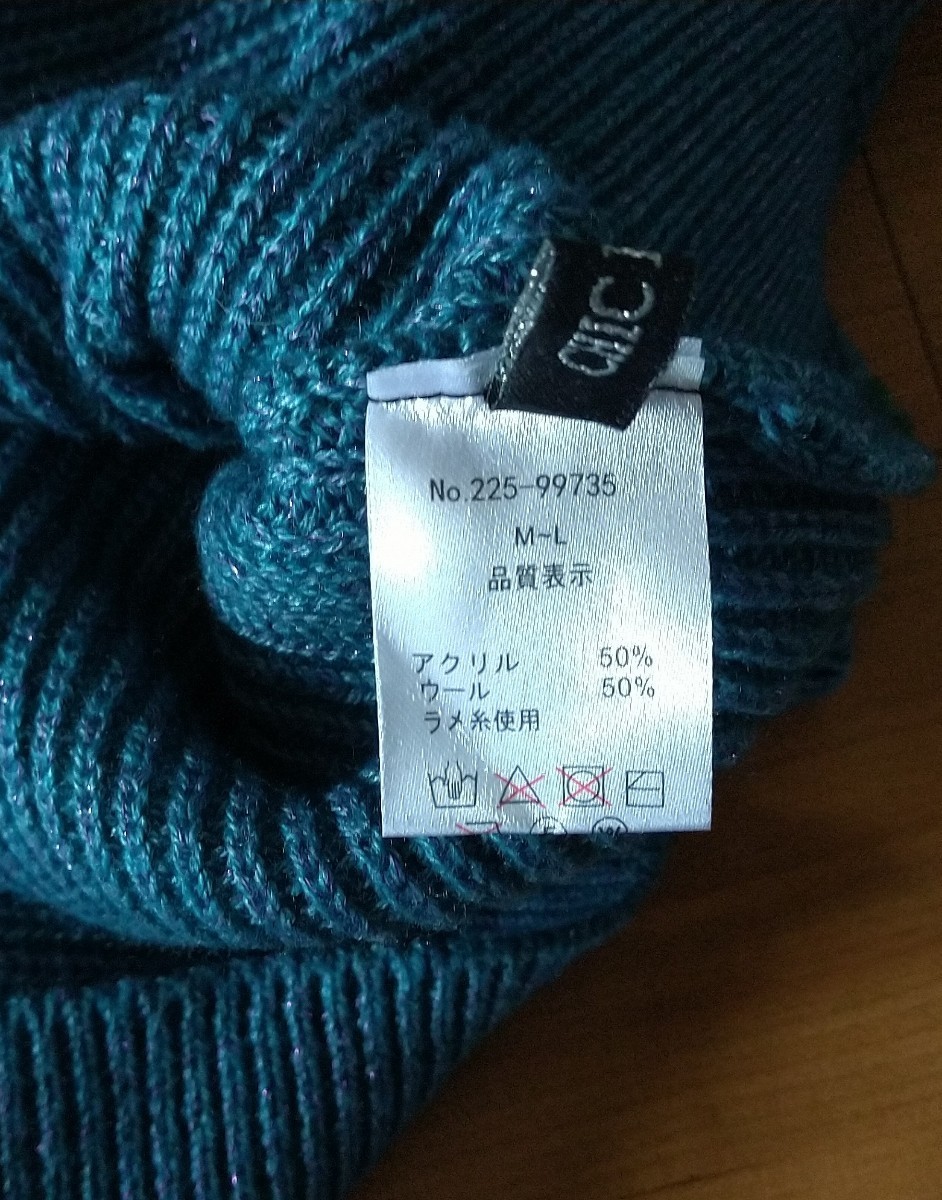 CHIC
No.225-99735
M~L
品質表示
アクリル 50%
ウール 50%
ラメ糸使用